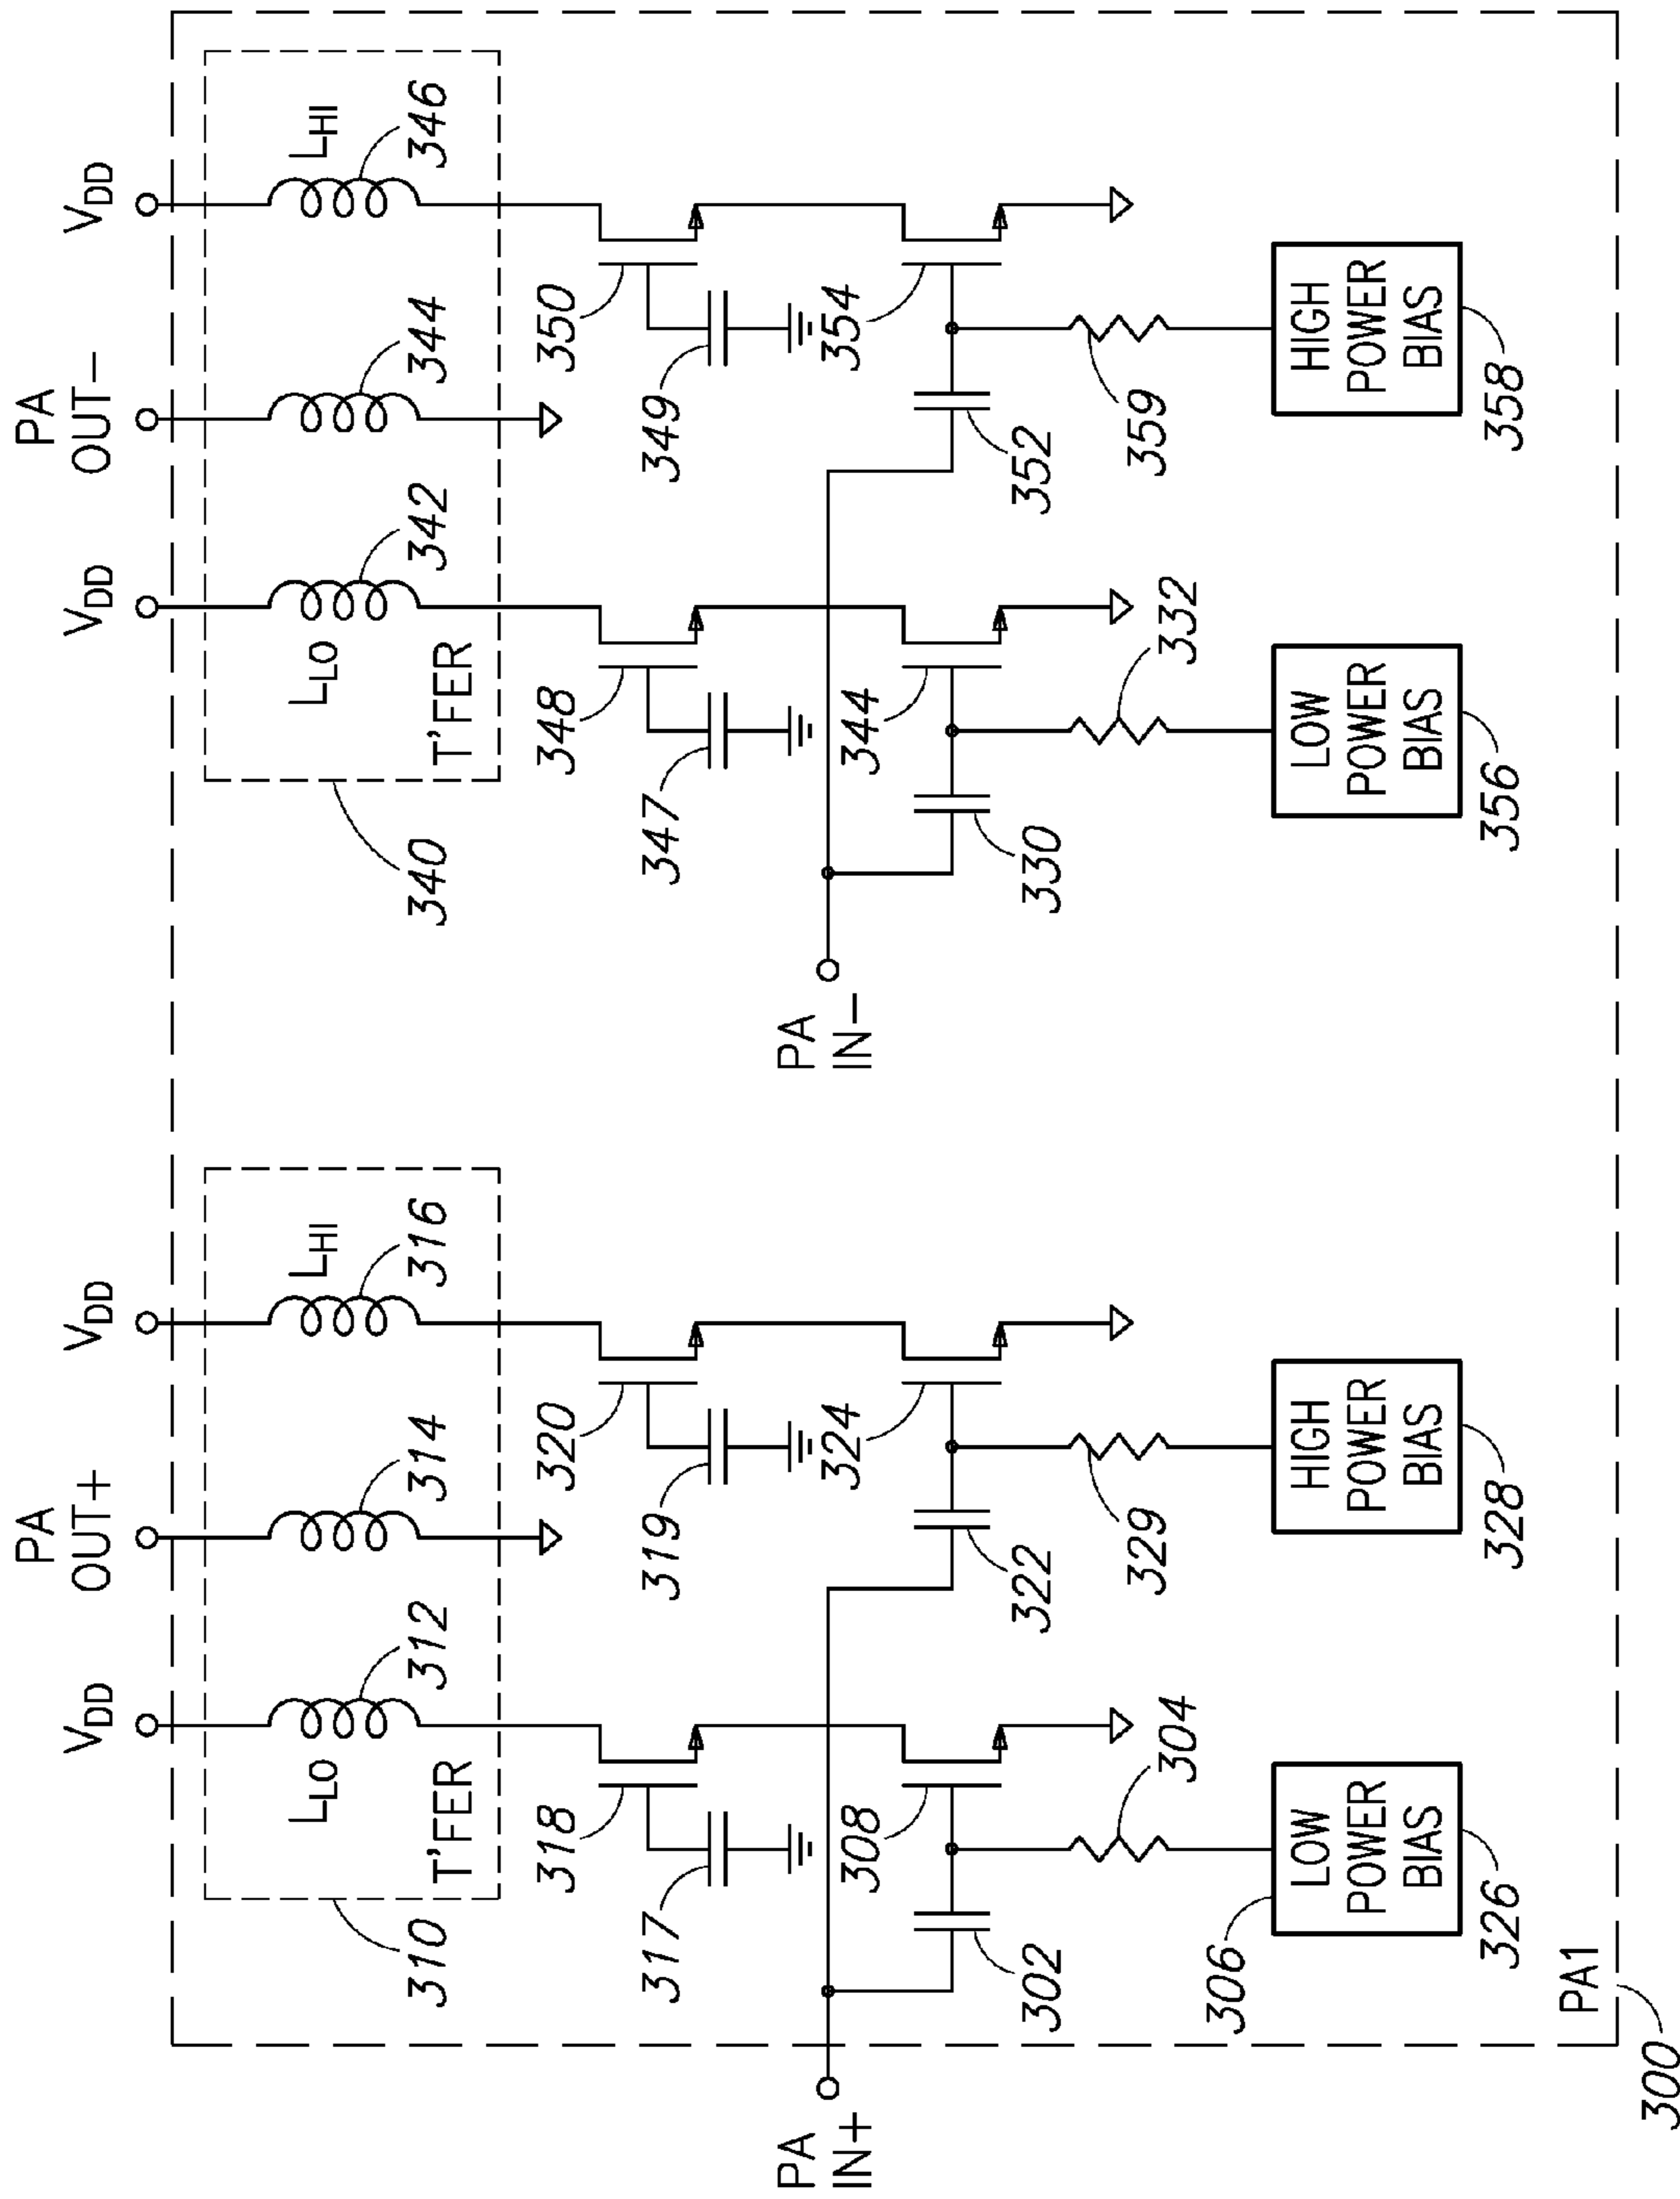 PA
OUT+
PA
OUT−
VDD
VDD
VDD
VDD
LLO
312
314
LHI
316
T'FER
310
LLO
342
344
LHI
346
T'FER
340
318
317
320
319
348
347
350
349
PA
IN+
308
302
304
324
322
329
PA
IN−
344
330
332
354
352
359
306
LOW
POWER
BIAS
326
HIGH
POWER
BIAS
328
LOW
POWER
BIAS
356
HIGH
POWER
BIAS
358
PA1
300